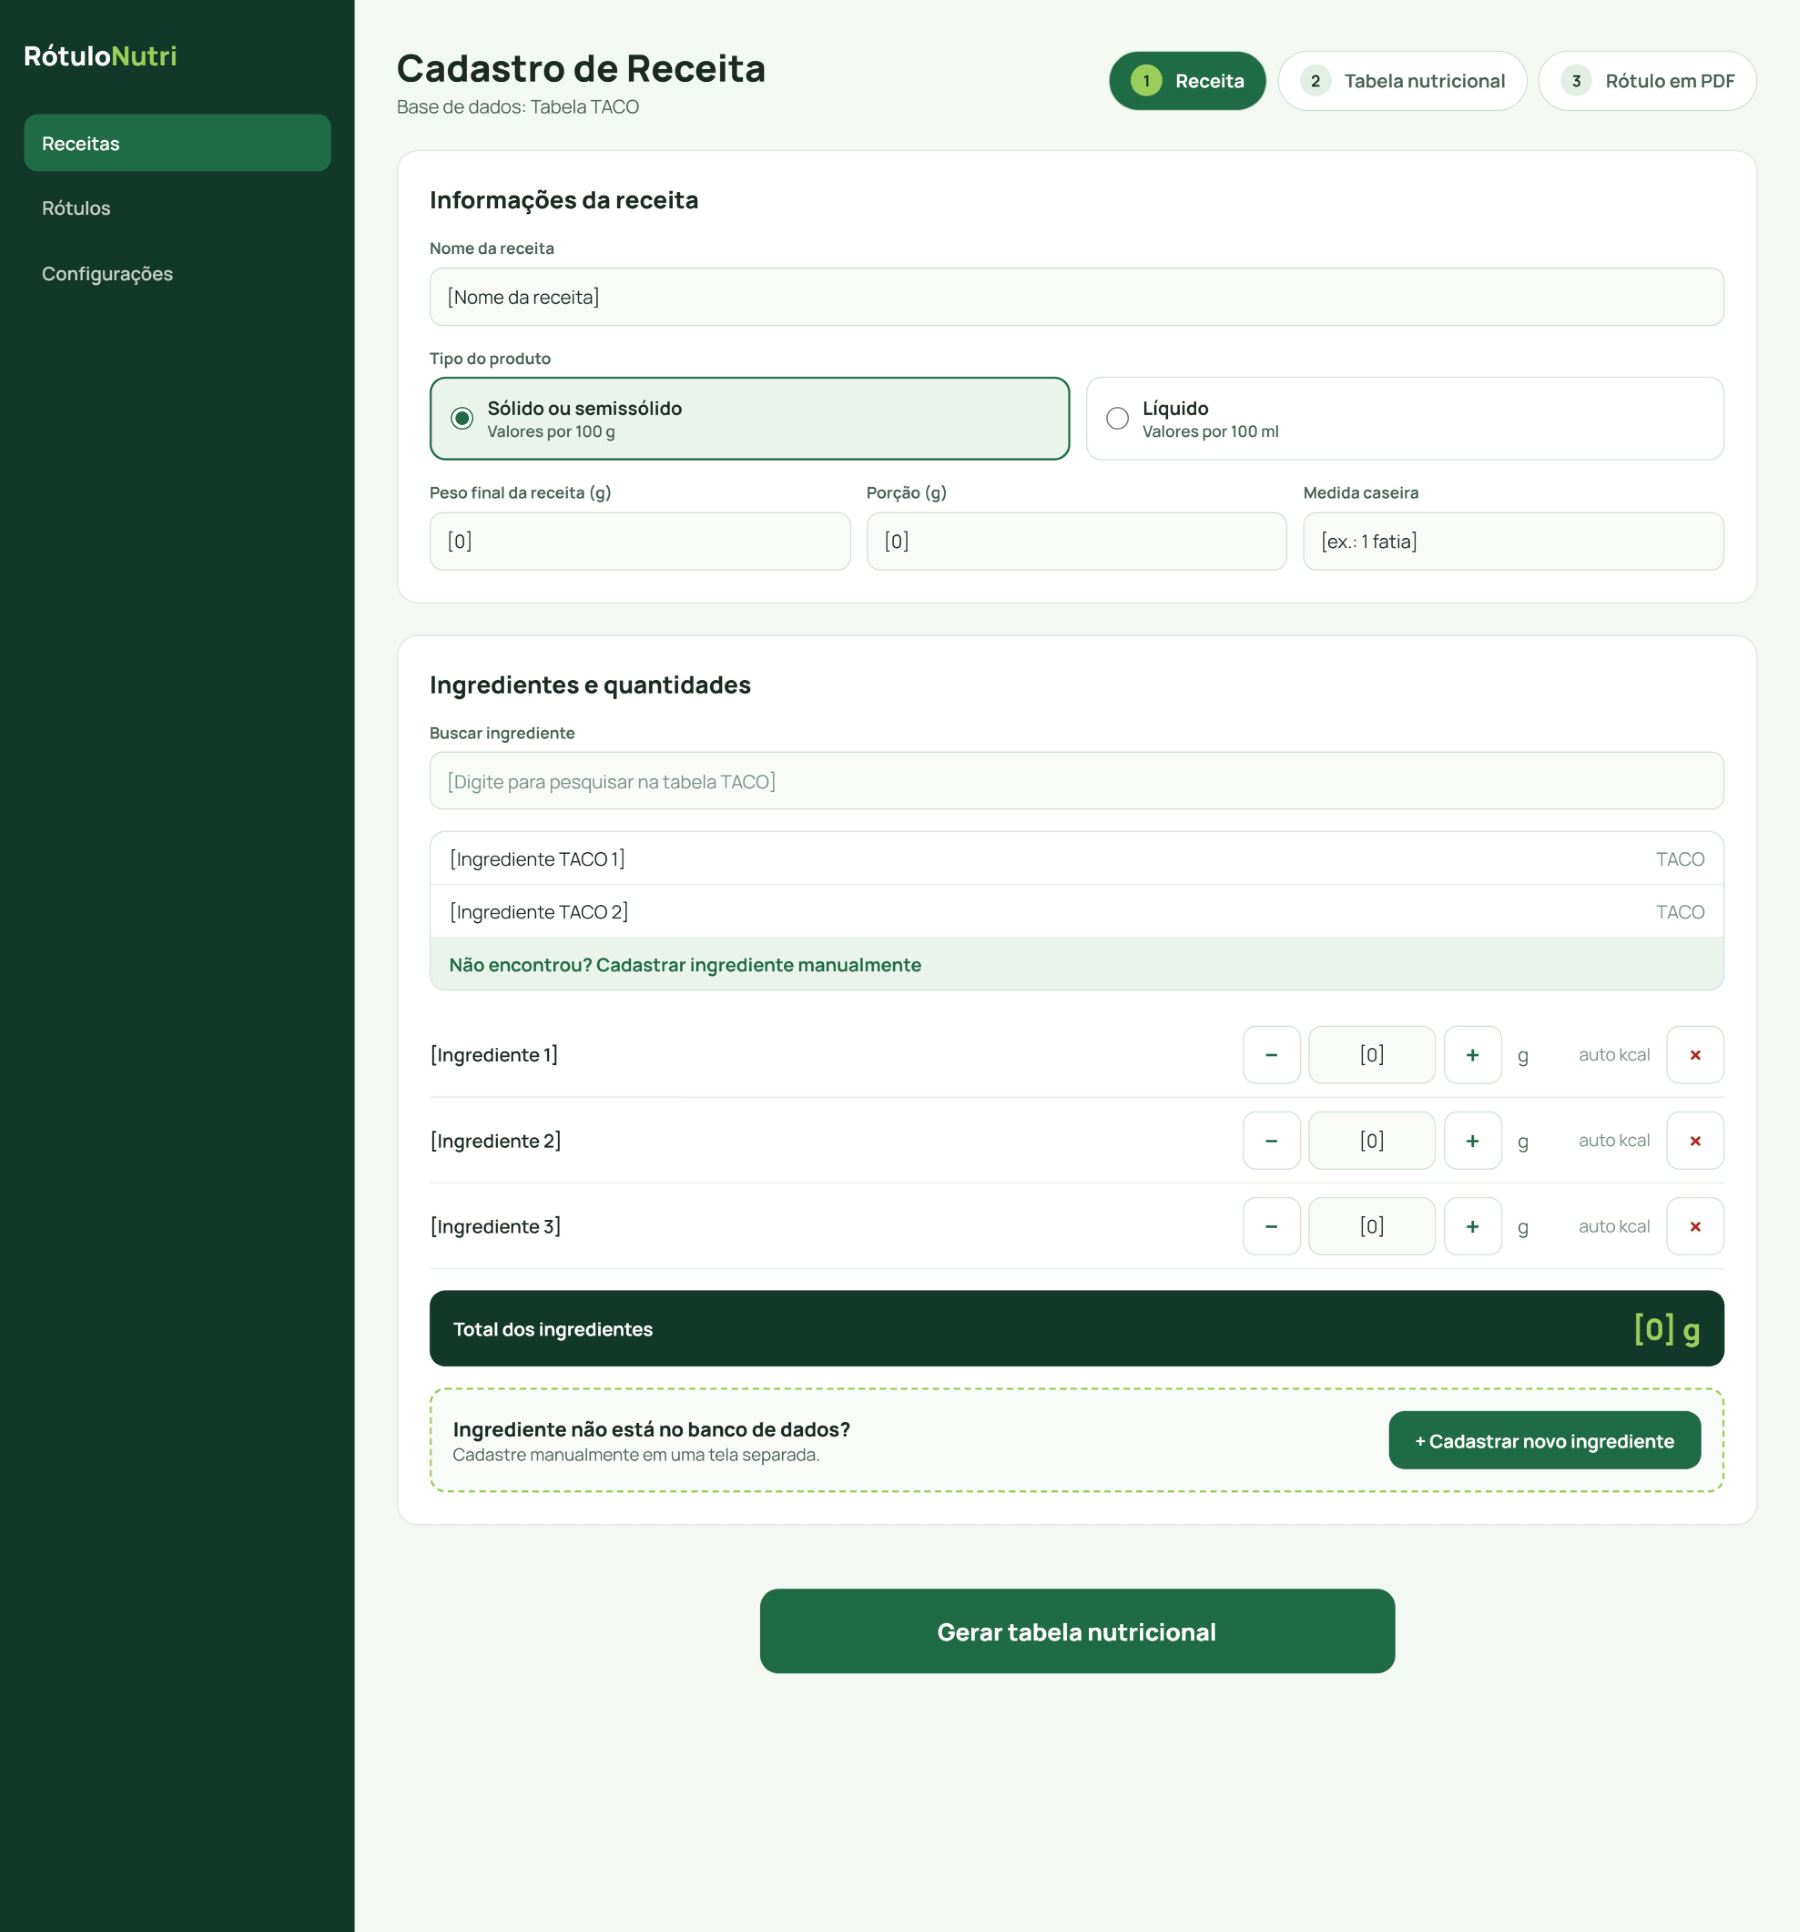 RótuloNutri
Receitas
Rótulos
Configurações
Cadastro de Receita
Base de dados: Tabela TACO
1 Receita
2 Tabela nutricional
3 Rótulo em PDF
Informações da receita
Nome da receita
[Nome da receita]
Tipo do produto
Sólido ou semissólido
Valores por 100 g
Líquido
Valores por 100 ml
Peso final da receita (g)
[0]
Porção (g)
[0]
Medida caseira
[ex.: 1 fatia]
Ingredientes e quantidades
Buscar ingrediente
[Digite para pesquisar na tabela TACO]
[Ingrediente TACO 1] TACO
[Ingrediente TACO 2] TACO
Não encontrou? Cadastrar ingrediente manualmente
[Ingrediente 1] − [0] + g auto kcal ×
[Ingrediente 2] − [0] + g auto kcal ×
[Ingrediente 3] − [0] + g auto kcal ×
Total dos ingredientes [0] g
Ingrediente não está no banco de dados?
Cadastre manualmente em uma tela separada.
+ Cadastrar novo ingrediente
Gerar tabela nutricional